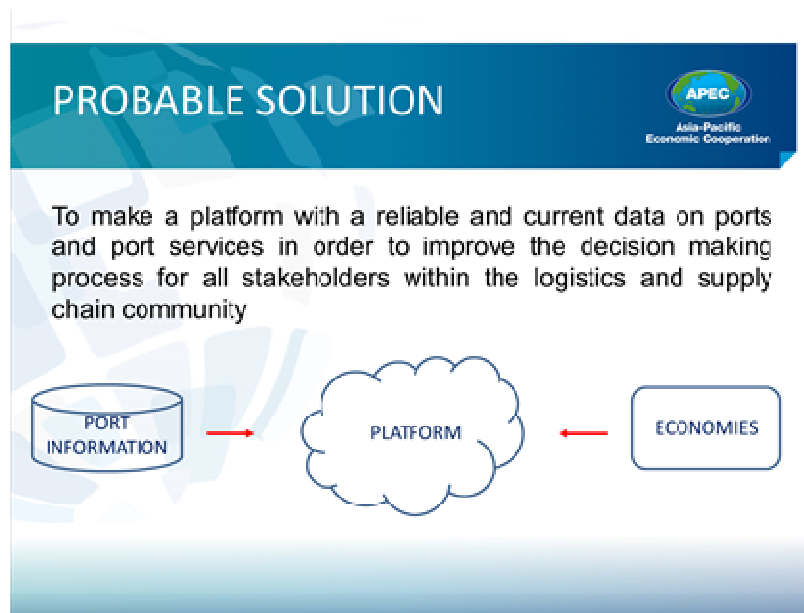 PROBABLE SOLUTION
APEC
Asia-Pacific
Economic Cooperation
To make a platform with a reliable and current data on ports
and port services in order to improve the decision making
process for all stakeholders within the logistics and supply
chain community
PORT
INFORMATION
PLATFORM
ECONOMIES